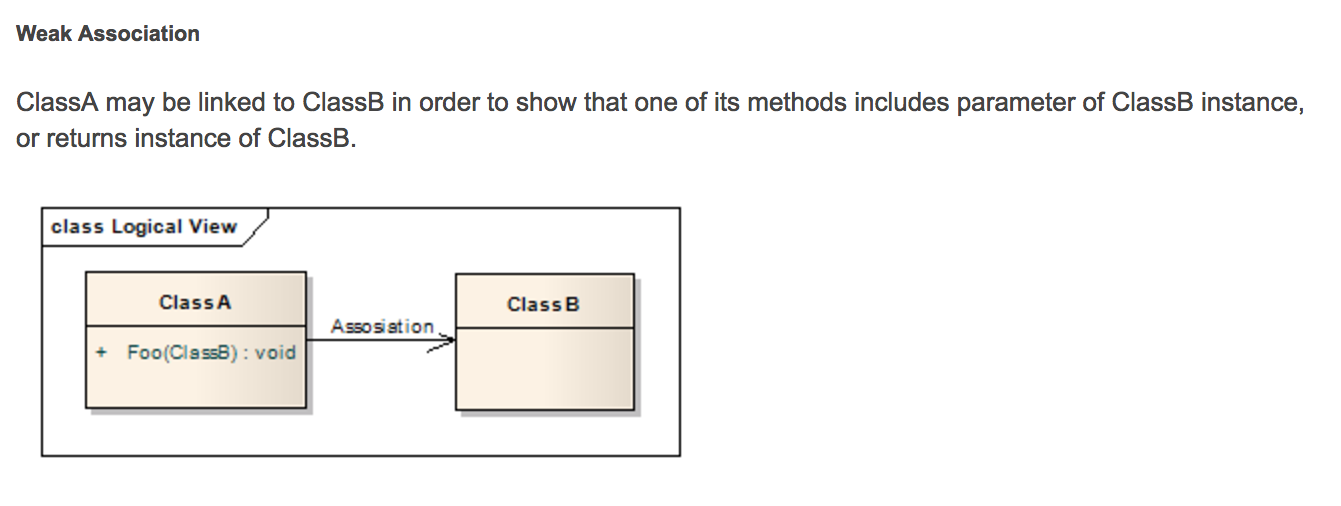 Weak Association
ClassA may be linked to ClassB in order to show that one of its methods includes parameter of ClassB instance,
or returns instance of ClassB.
class Logical View
ClassA
ClassB
Assosiation
+ Foo(ClassB) : void